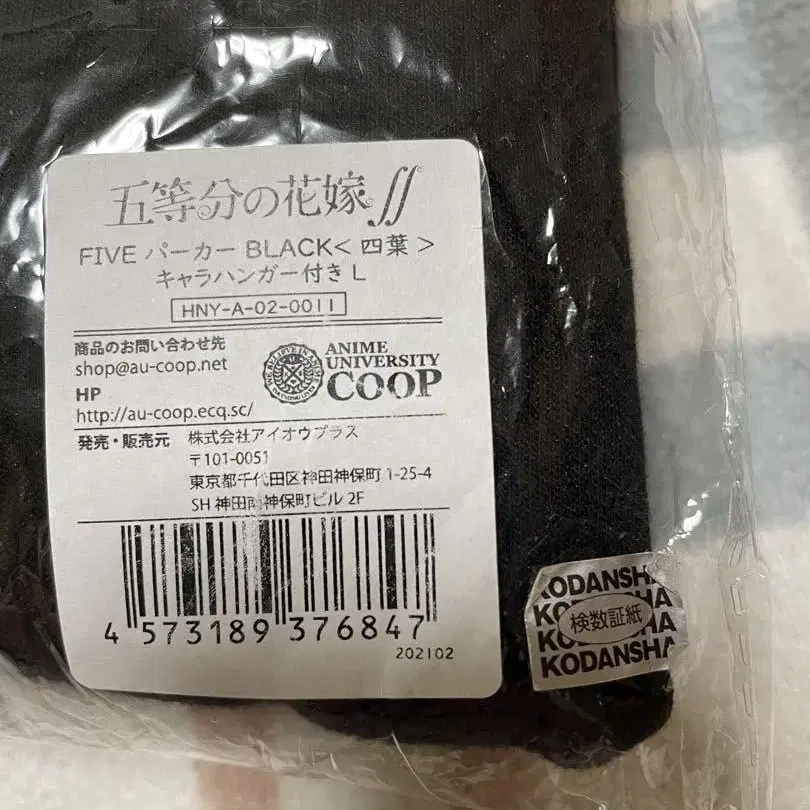 五等分の花嫁∬
FIVE パーカー BLACK< 四葉 >
キャラハンガー付き L
HNY-A-02-0011
商品のお問い合わせ先
shop@au-coop.net
HP
http://au-coop.ecq.sc/
ANIME
UNIVERSITY
COOP
発売・販売元 株式会社アイオウプラス
〒101-0051
東京都千代田区神田神保町 1-25-4
SH 神田南神保町ビル 2F
4 573189 376847
202102
KODANSHA
検数証紙
KODANSHA
KODANSHA